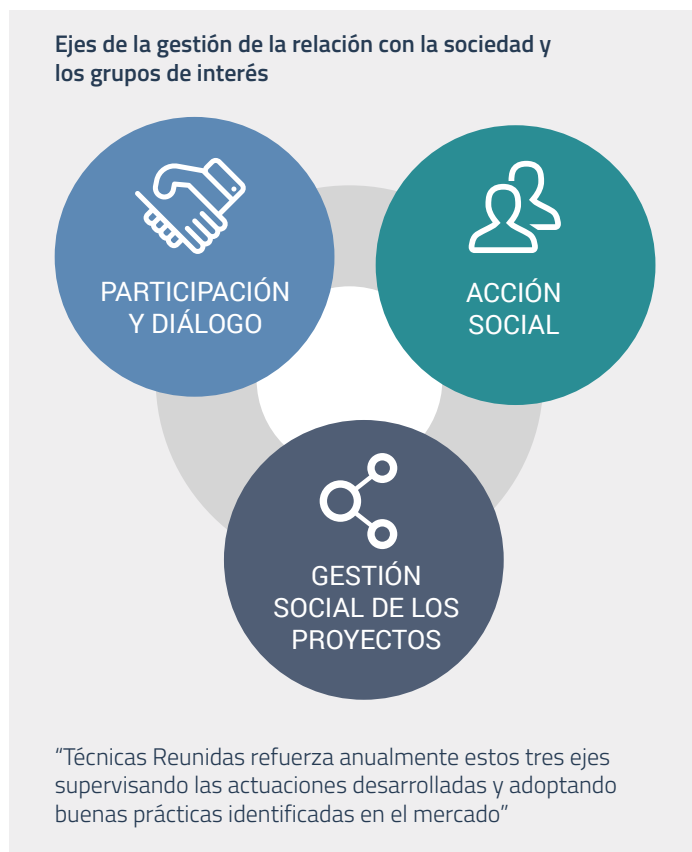 Ejes de la gestión de la relación con la sociedad y
los grupos de interés
PARTICIPACIÓN
Y DIÁLOGO
ACCIÓN
SOCIAL
GESTIÓN
SOCIAL DE LOS
PROYECTOS
“Técnicas Reunidas refuerza anualmente estos tres ejes
supervisando las actuaciones desarrolladas y adoptando
buenas prácticas identificadas en el mercado”